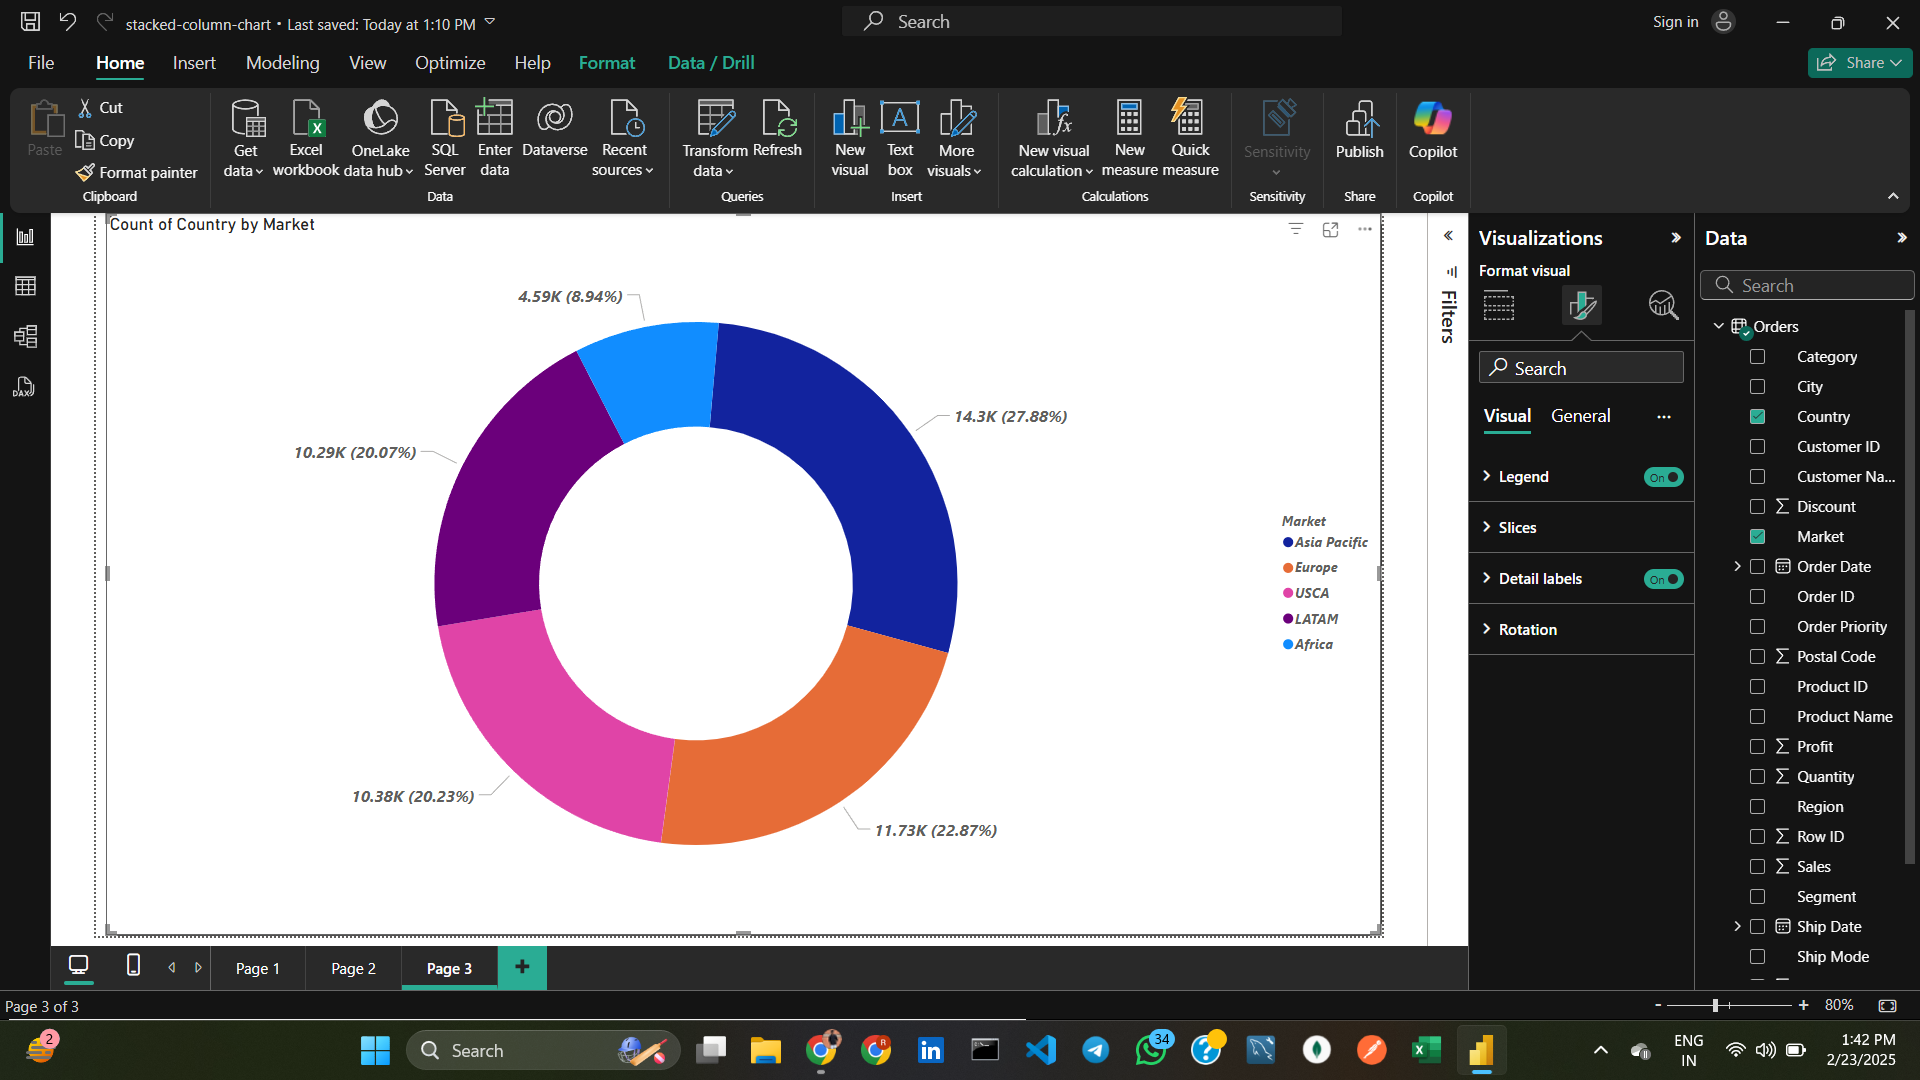 stacked-column-chart • Last saved: Today at 1:10 PM
Search
Sign in
File
Home
Insert
Modeling
View
Optimize
Help
Format
Data / Drill
Share
Paste
Cut
Copy
Format painter
Clipboard
Get data
Excel workbook
OneLake data hub
SQL Server
Enter data
Dataverse
Recent sources
Data
Transform data
Refresh
Queries
New visual
Text box
More visuals
Insert
New visual calculation
New measure
Quick measure
Calculations
Sensitivity
Sensitivity
Publish
Share
Copilot
Copilot
DAX
Count of Country by Market
4.59K (8.94%)
14.3K (27.88%)
10.29K (20.07%)
10.38K (20.23%)
11.73K (22.87%)
Market
Asia Pacific
Europe
USCA
LATAM
Africa
Filters
Visualizations
Format visual
Search
Visual
General
Legend
On
Slices
Detail labels
On
Rotation
Data
Search
Orders
Category
City
Country
Customer ID
Customer Na...
Discount
Market
Order Date
Order ID
Order Priority
Postal Code
Product ID
Product Name
Profit
Quantity
Region
Row ID
Sales
Segment
Ship Date
Ship Mode
Page 1
Page 2
Page 3
Page 3 of 3
- + 80%
2
Search
34
ENG
IN
1:42 PM
2/23/2025